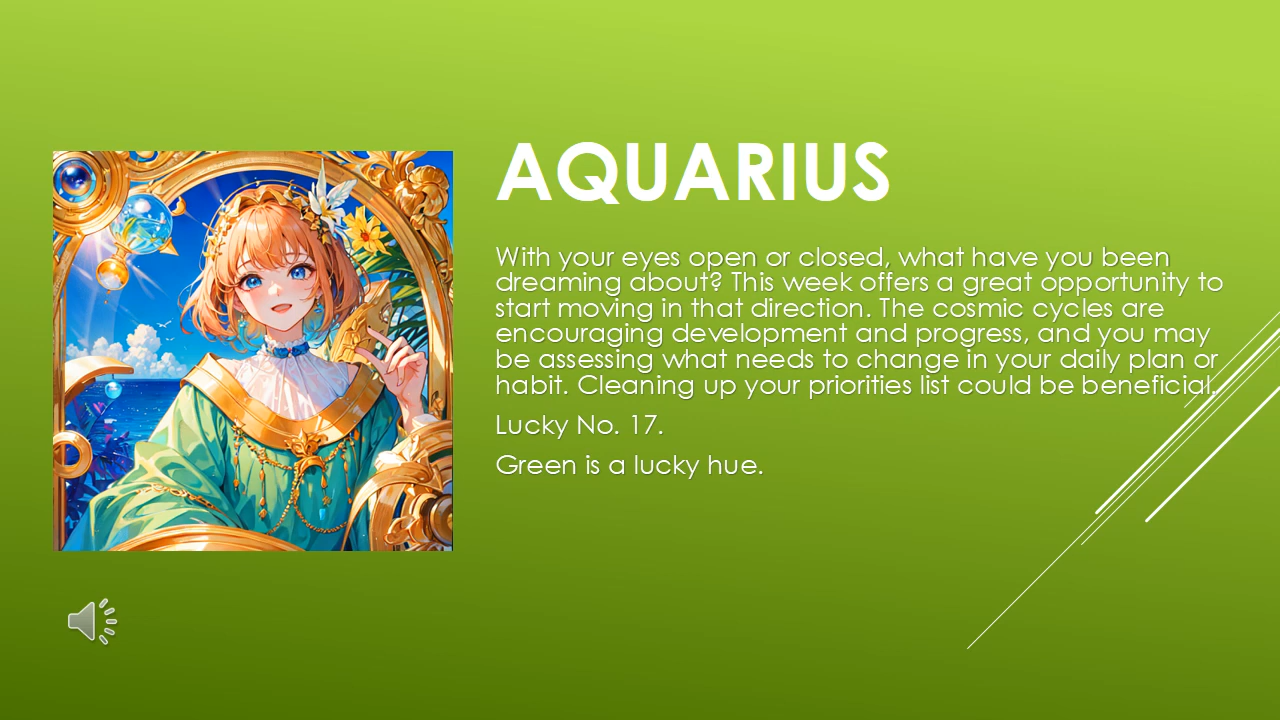 AQUARIUS
With your eyes open or closed, what have you been
dreaming about? This week offers a great opportunity to
start moving in that direction. The cosmic cycles are
encouraging development and progress, and you may
be assessing what needs to change in your daily plan or
habit. Cleaning up your priorities list could be beneficial.
Lucky No. 17.
Green is a lucky hue.